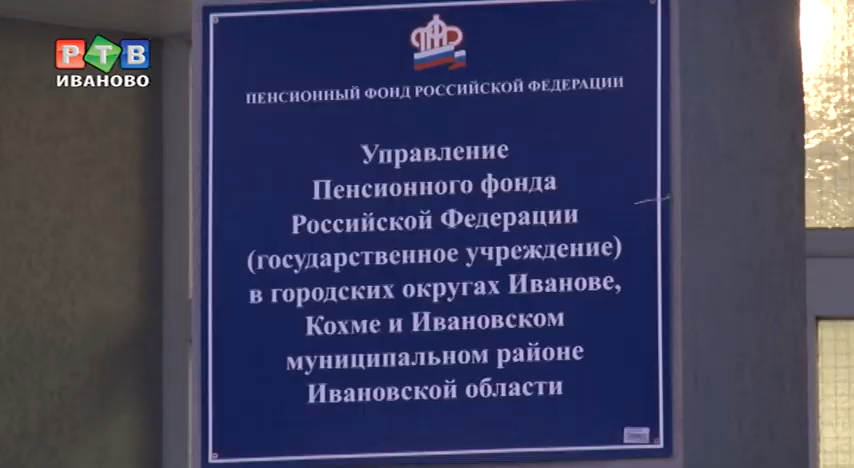 РТВ
ИВАНОВО
ПЕНСИОННЫЙ ФОНД РОССИЙСКОЙ ФЕДЕРАЦИИ
Управление
Пенсионного фонда
Российской Федерации
(государственное учреждение)
в городских округах Иванове,
Кохме и Ивановском
муниципальном районе
Ивановской области